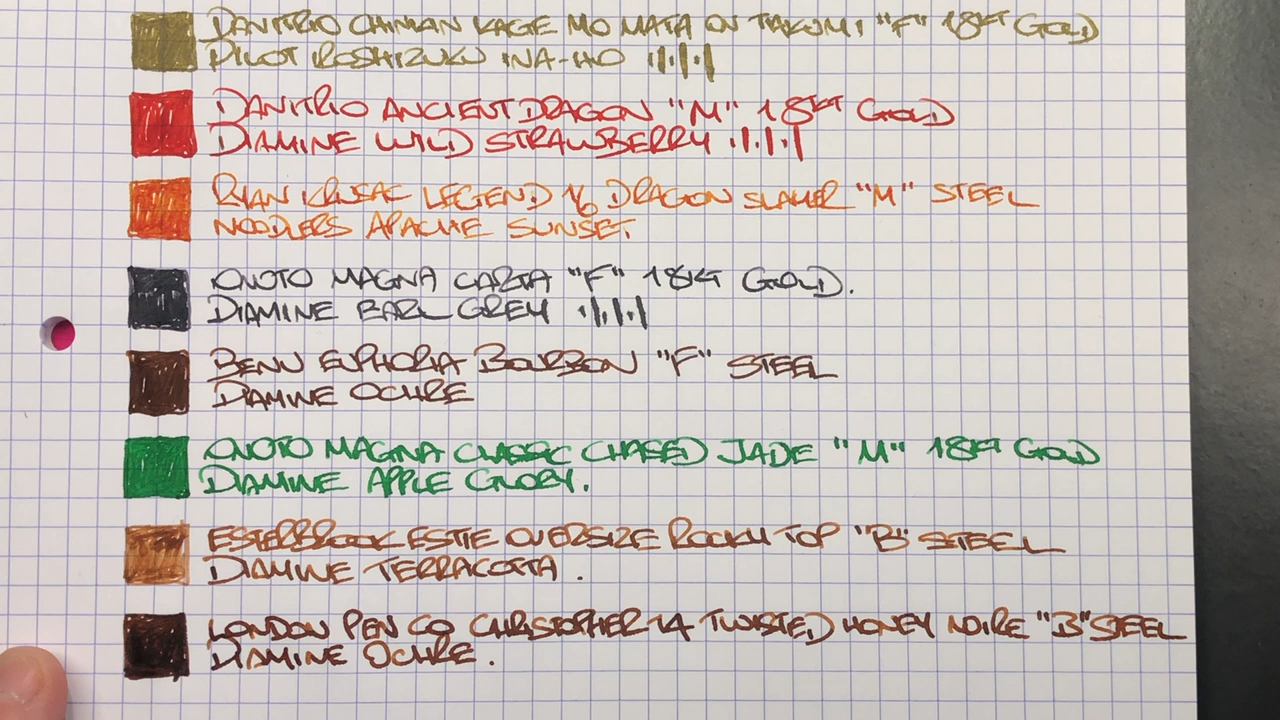 DANITRIO CHINKAN KAGE MO MATA ON TAKUMI "F" 18KT GOLD
PILOT IROSHIZUKU INA-HO
DANITRIO ANCIENT DRAGON "M" 18KT GOLD
DIAMINE WILD STRAWBERRY
RYAN KRUSAC LEGEND 16 DRAGON SLAYER "M" STEEL
NOODLERS APACHE SUNSET.
ONOTO MAGNA CARTA "F" 18KT GOLD.
DIAMINE EARL GREY
BENU EUPHORIA BOURBON "F" STEEL
DIAMINE OCHRE
ONOTO MAGNA CLASSIC CHASED JADE "M" 18KT GOLD
DIAMINE APPLE GLORY.
ESTERBROOK ESTIE OVERSIZE ROCKY TOP "B" STEEL
DIAMINE TERRACOTTA.
LONDON PEN CO CHRISTOPHER 14 TWISTED HONEY NOIRE "B" STEEL
DIAMINE OCHRE.